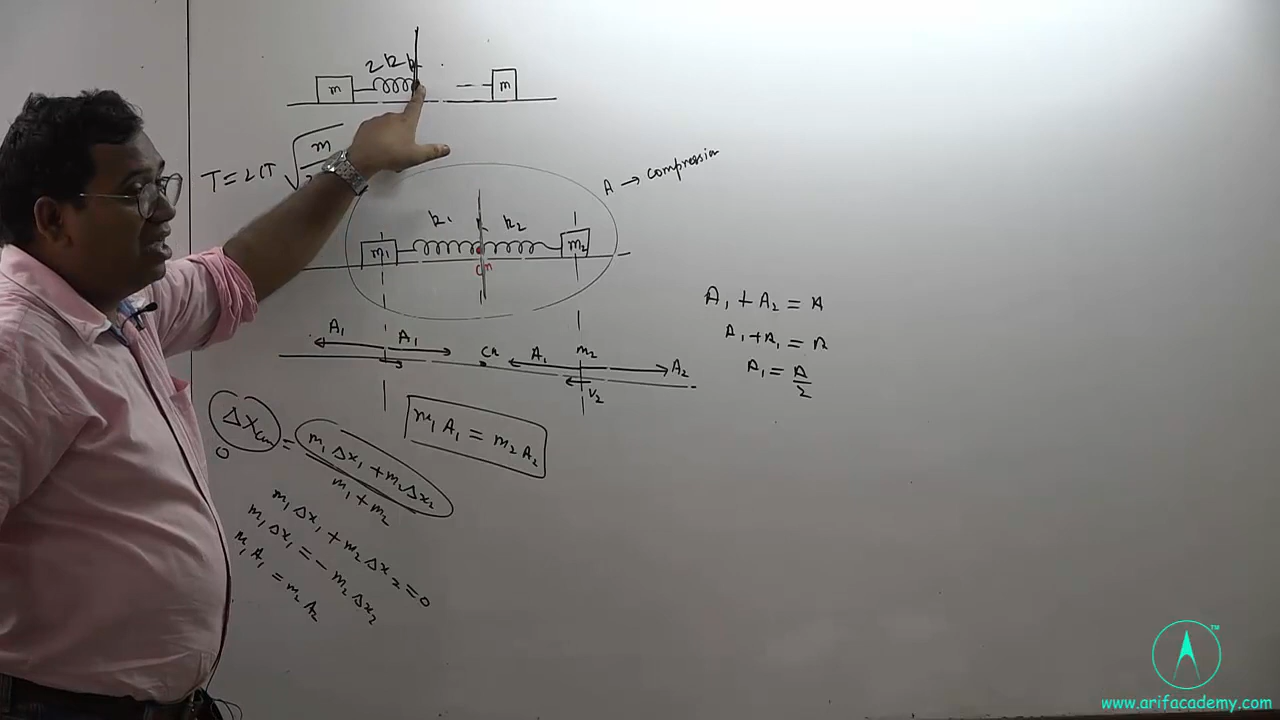 2k k
m
m
T = 2π √ m
A → compression
k₁
k₂
m₁
m₂
cm
A₁ + A₂ = A
A₁ + A₁ = A
A₁ = A/2
A₁
A₁
cm
A₁
m₂
A₂
v₂
ΔXcm = m₁Δx₁ + m₂Δx₂ / m₁ + m₂
0
m₁A₁ = m₂A₂
m₁Δx₁ + m₂Δx₂ = 0
m₁Δx₁ = - m₂Δx₂
m₁A₁ = m₂A₂
TM
www.arifacademy.com